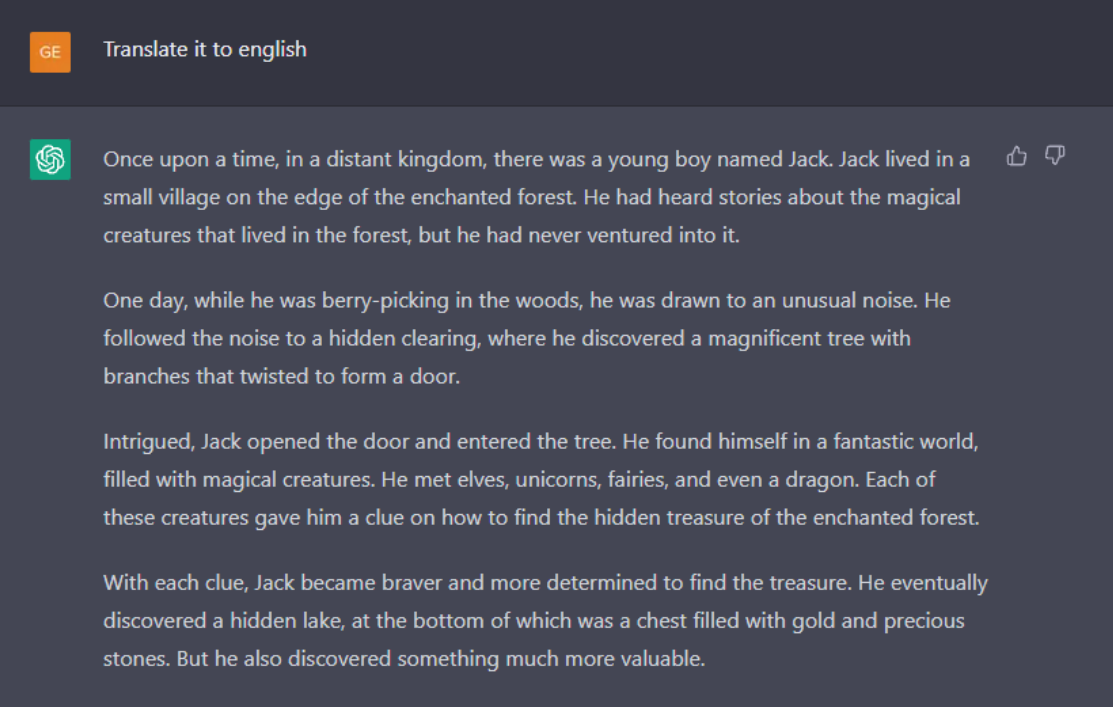 GE
Translate it to english
Once upon a time, in a distant kingdom, there was a young boy named Jack. Jack lived in a
small village on the edge of the enchanted forest. He had heard stories about the magical
creatures that lived in the forest, but he had never ventured into it.
One day, while he was berry-picking in the woods, he was drawn to an unusual noise. He
followed the noise to a hidden clearing, where he discovered a magnificent tree with
branches that twisted to form a door.
Intrigued, Jack opened the door and entered the tree. He found himself in a fantastic world,
filled with magical creatures. He met elves, unicorns, fairies, and even a dragon. Each of
these creatures gave him a clue on how to find the hidden treasure of the enchanted forest.
With each clue, Jack became braver and more determined to find the treasure. He eventually
discovered a hidden lake, at the bottom of which was a chest filled with gold and precious
stones. But he also discovered something much more valuable.